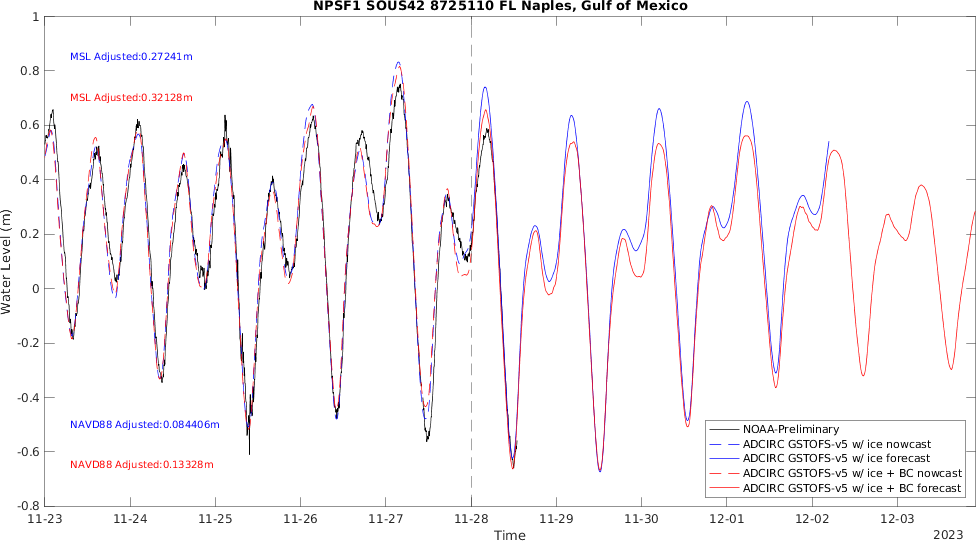 NPSF1 SOUS42 8725110 FL Naples, Gulf of Mexico
1
0.8
0.6
0.4
0.2
0
-0.2
-0.4
-0.6
-0.8
Water Level (m)
MSL Adjusted:0.27241m
MSL Adjusted:0.32128m
NAVD88 Adjusted:0.084406m
NAVD88 Adjusted:0.13328m
NOAA-Preliminary
ADCIRC GSTOFS-v5 w/ ice nowcast
ADCIRC GSTOFS-v5 w/ ice forecast
ADCIRC GSTOFS-v5 w/ ice + BC nowcast
ADCIRC GSTOFS-v5 w/ ice + BC forecast
11-23 11-24 11-25 11-26 11-27 11-28 11-29 11-30 12-01 12-02 12-03
Time
2023